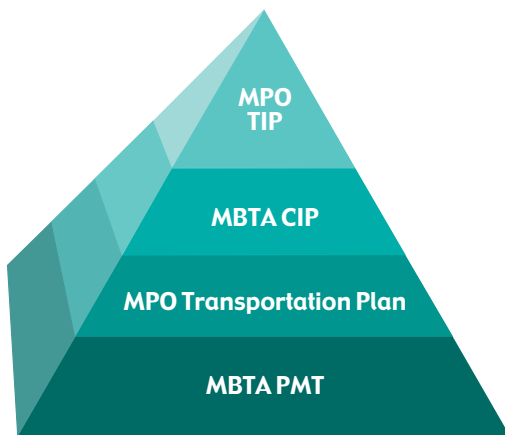 MPO
TIP
MBTA CIP
MPO Transportation Plan
MBTA PMT